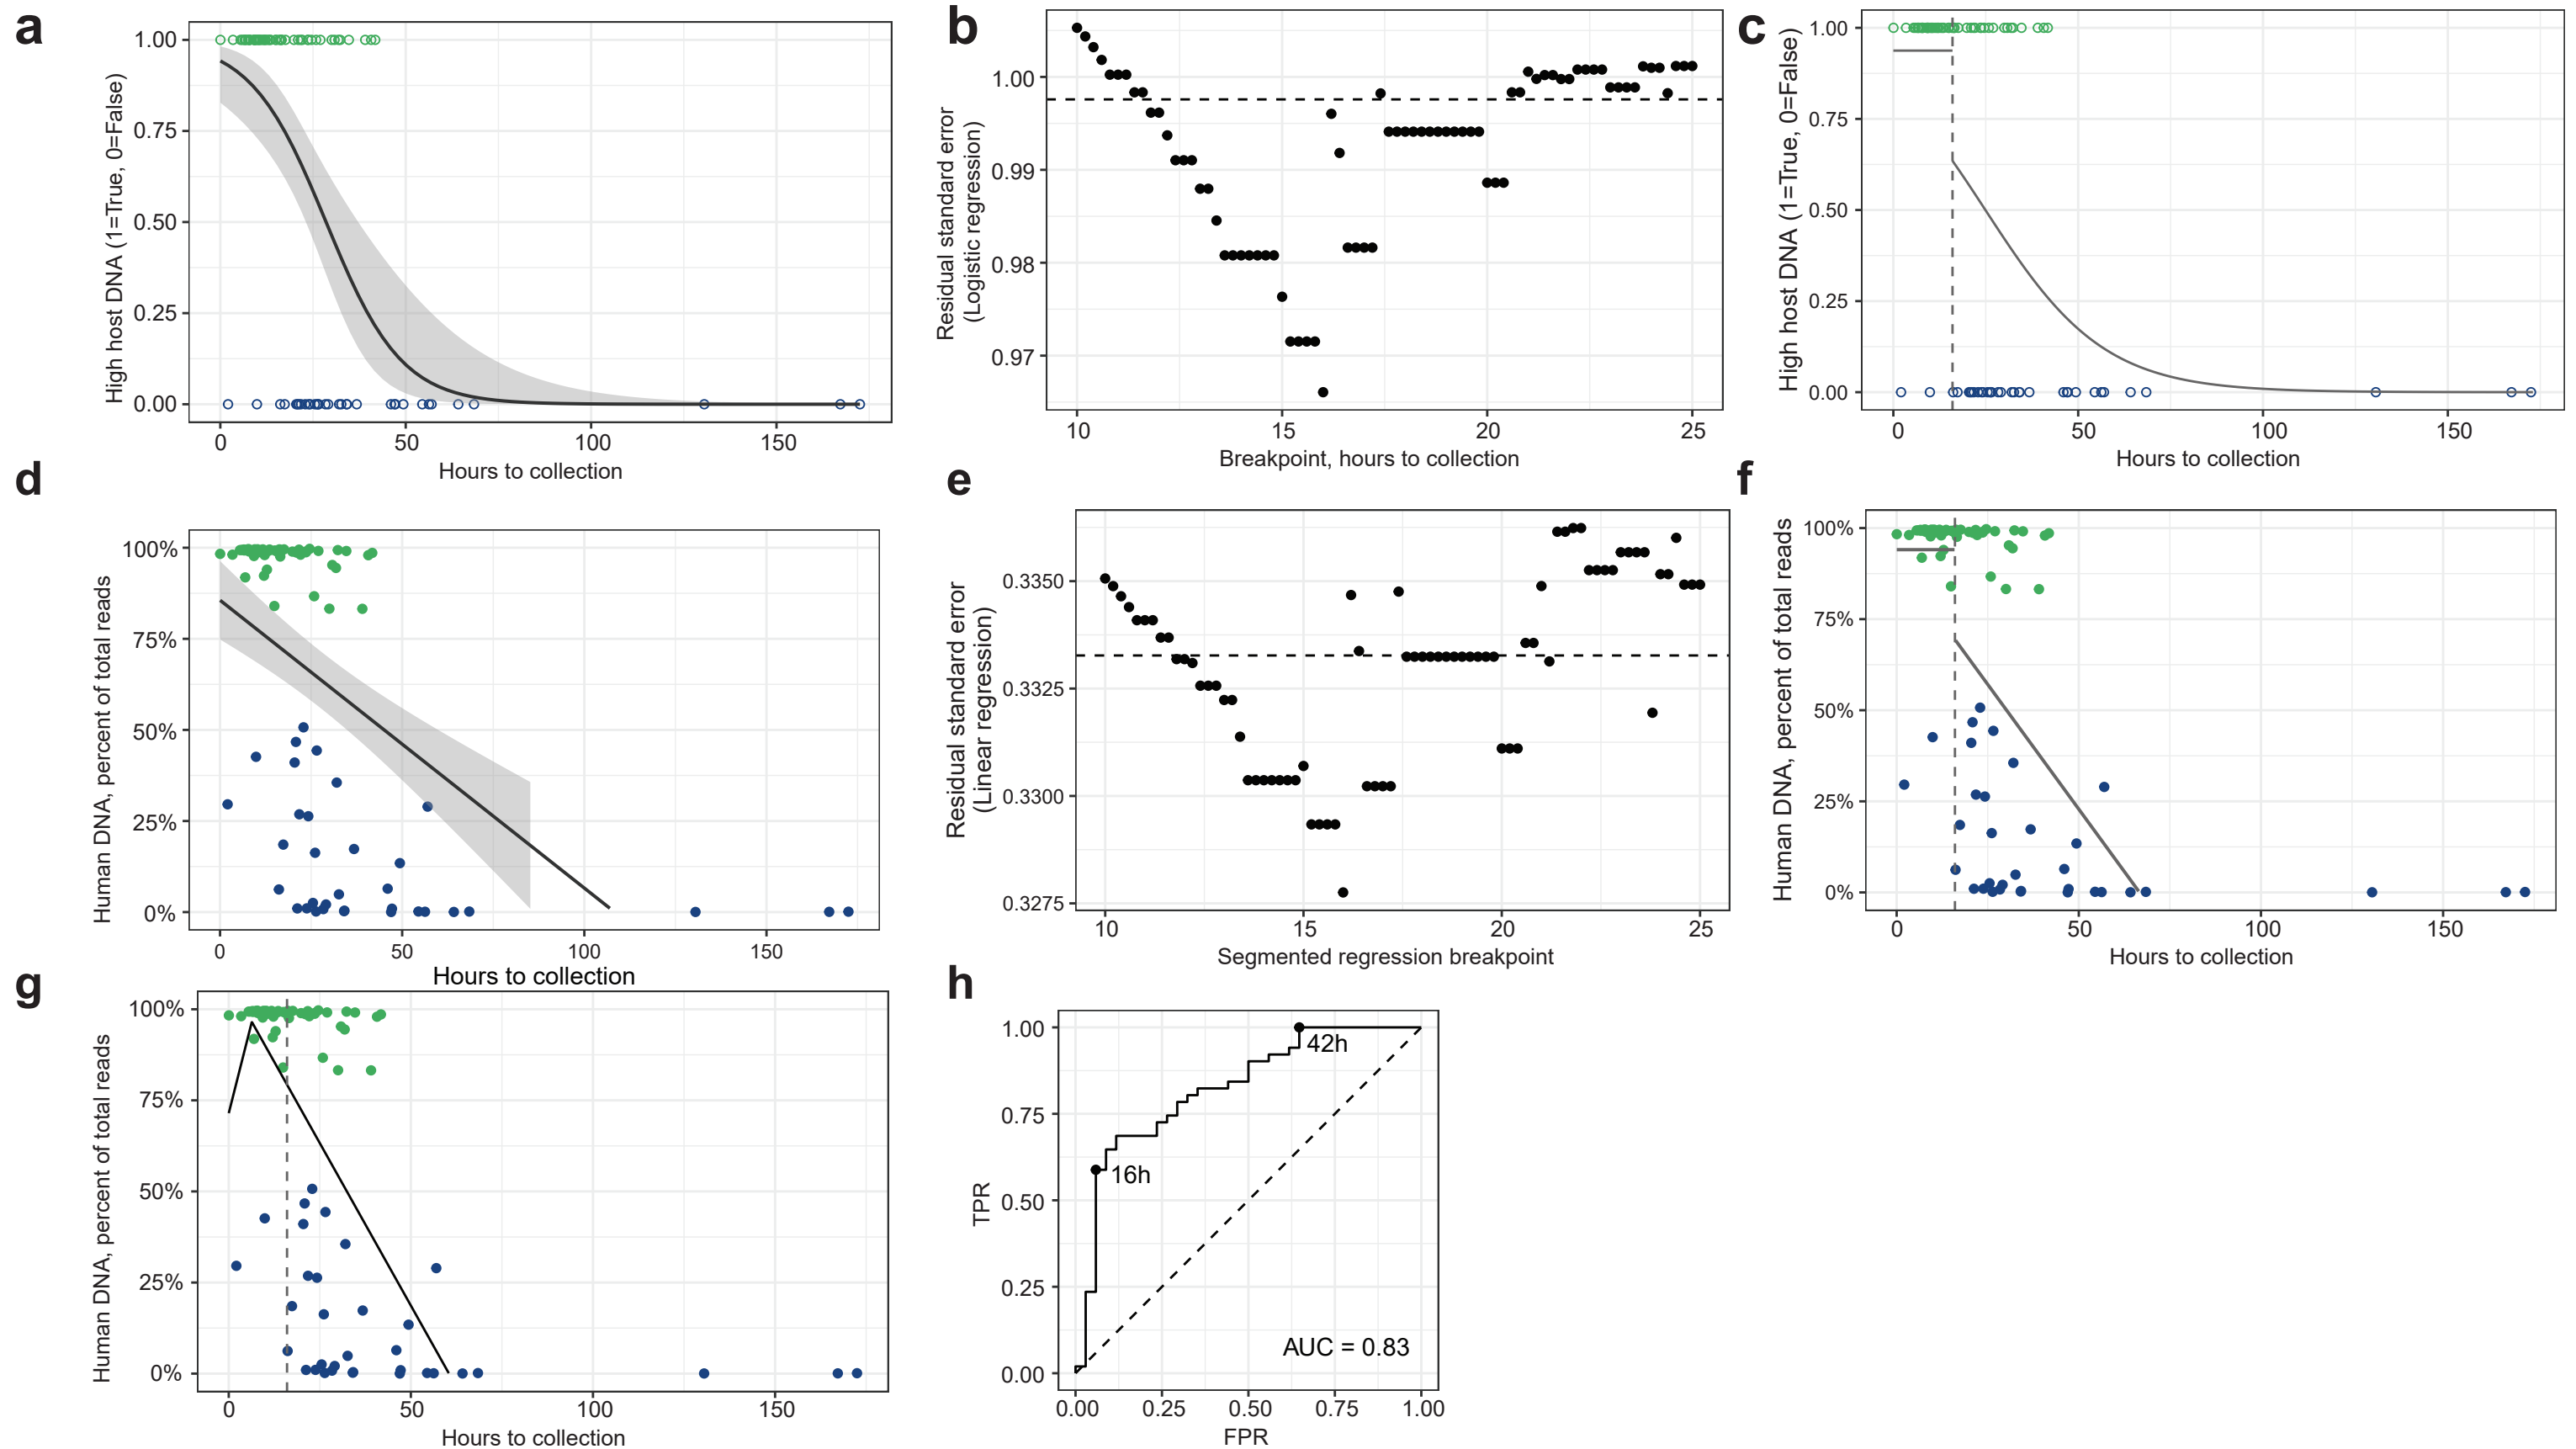 a
High host DNA (1=True, 0=False)
1.00
0.75
0.50
0.25
0.00
0
50
100
150
Hours to collection
b
Residual standard error
(Logistic regression)
1.00
0.99
0.98
0.97
10
15
20
25
Breakpoint, hours to collection
c
High host DNA (1=True, 0=False)
1.00
0.75
0.50
0.25
0.00
0
50
100
150
Hours to collection
d
Human DNA, percent of total reads
100%
75%
50%
25%
0%
0
50
100
150
Hours to collection
e
Residual standard error
(Linear regression)
0.3350
0.3325
0.3300
0.3275
10
15
20
25
Segmented regression breakpoint
f
Human DNA, percent of total reads
100%
75%
50%
25%
0%
0
50
100
150
Hours to collection
g
Human DNA, percent of total reads
100%
75%
50%
25%
0%
0
50
100
150
Hours to collection
h
TPR
1.00
0.75
0.50
0.25
0.00
42h
16h
AUC = 0.83
0.00
0.25
0.50
0.75
1.00
FPR